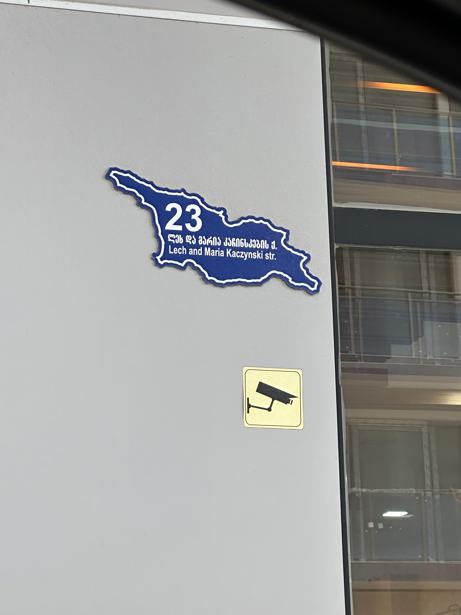 23
ლეხ და მარია კაჩინსკების ქ.
Lech and Maria Kaczynski str.